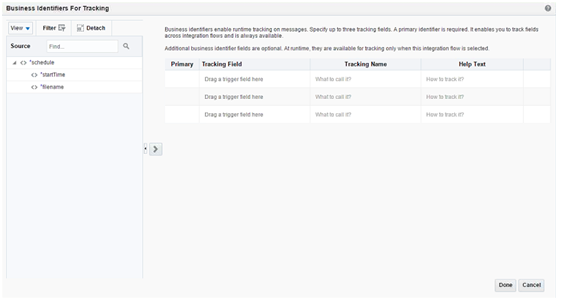 Business Identifiers For Tracking
View Filter Detach
Source Find...
*schedule
*startTime
*filename
Business identifiers enable runtime tracking on messages. Specify up to three tracking fields. A primary identifier is required. It enables you to track fields
across integration flows and is always available.
Additional business identifier fields are optional. At runtime, they are available for tracking only when this integration flow is selected.
Primary Tracking Field Tracking Name Help Text
Drag a trigger field here What to call it? How to track it?
Drag a trigger field here What to call it? How to track it?
Drag a trigger field here What to call it? How to track it?
Done Cancel